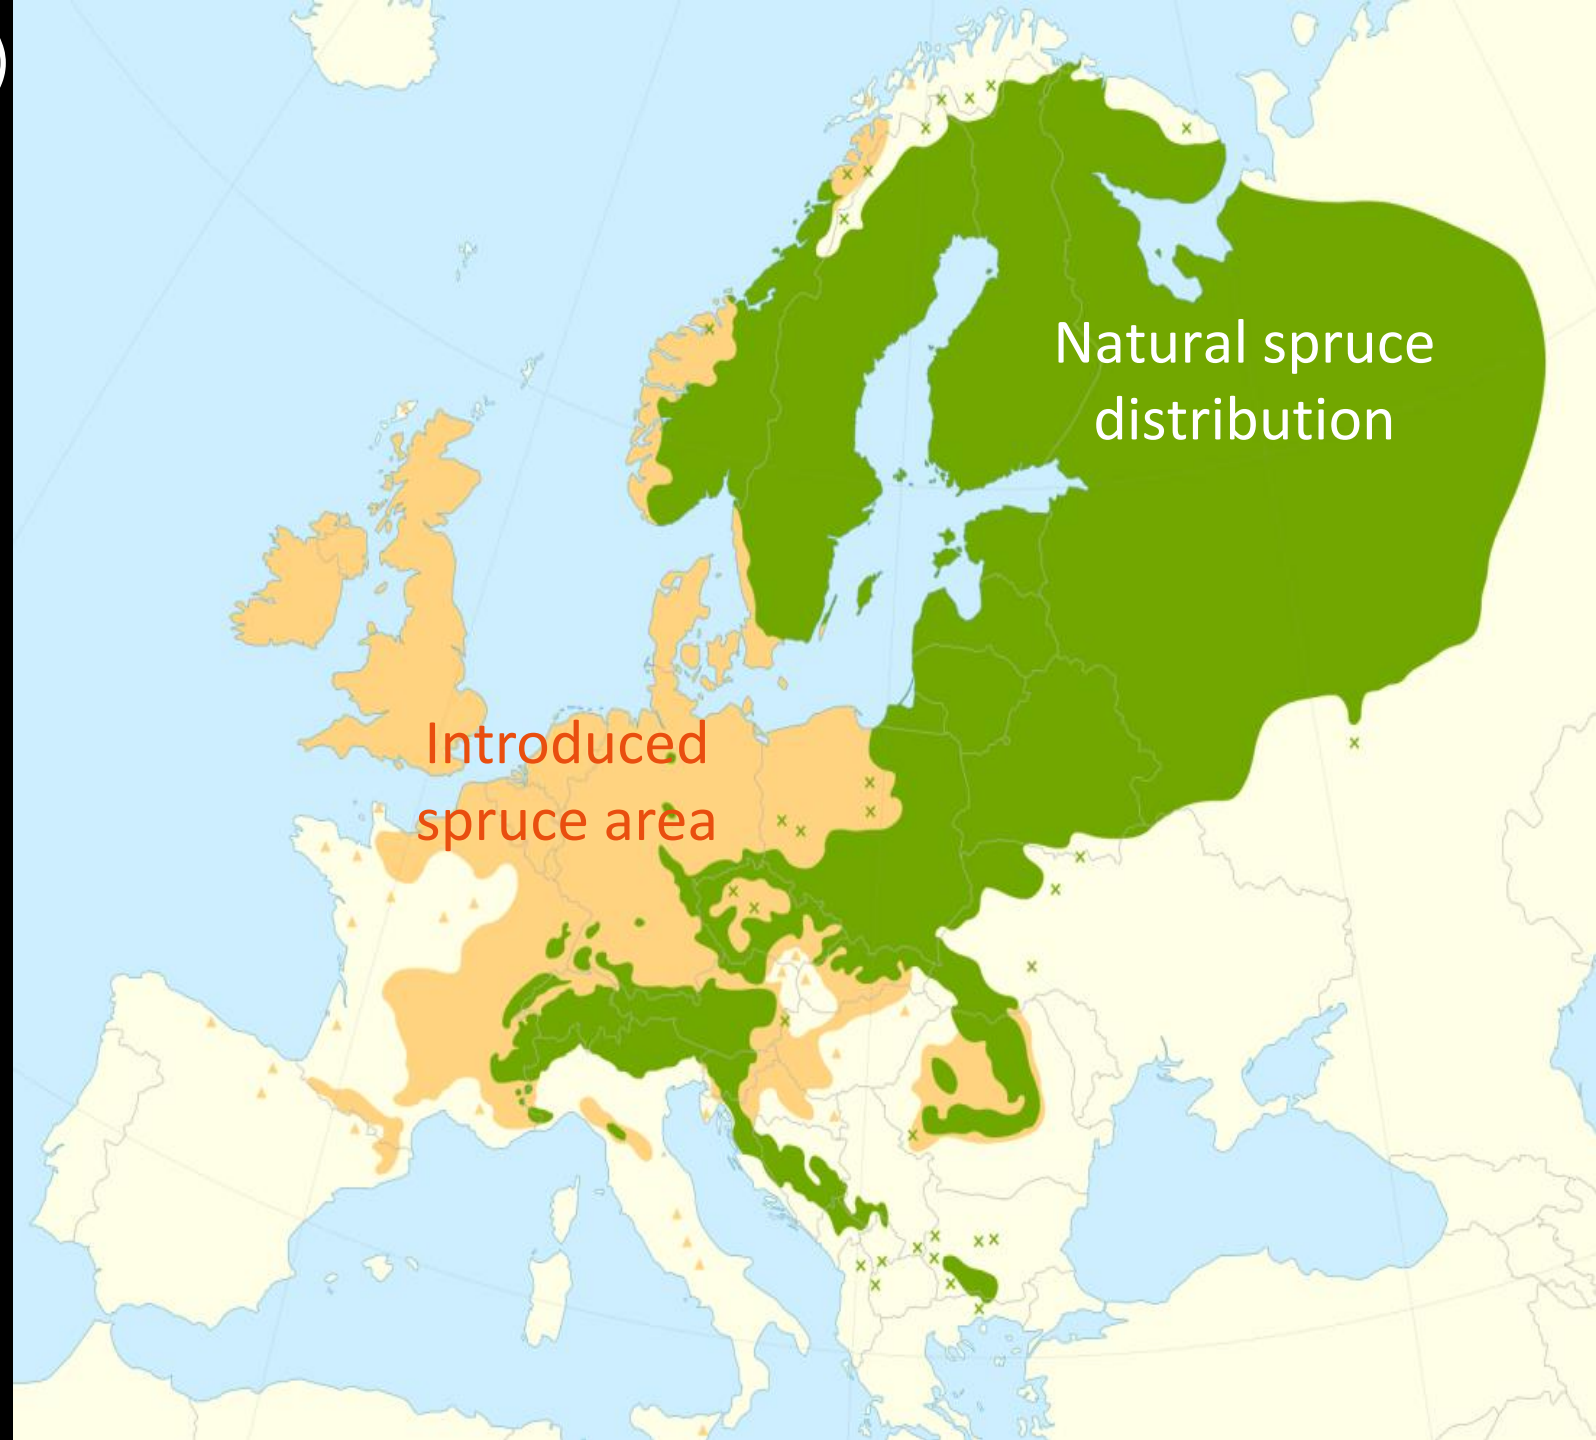 Natural spruce
distribution
Introduced
spruce area